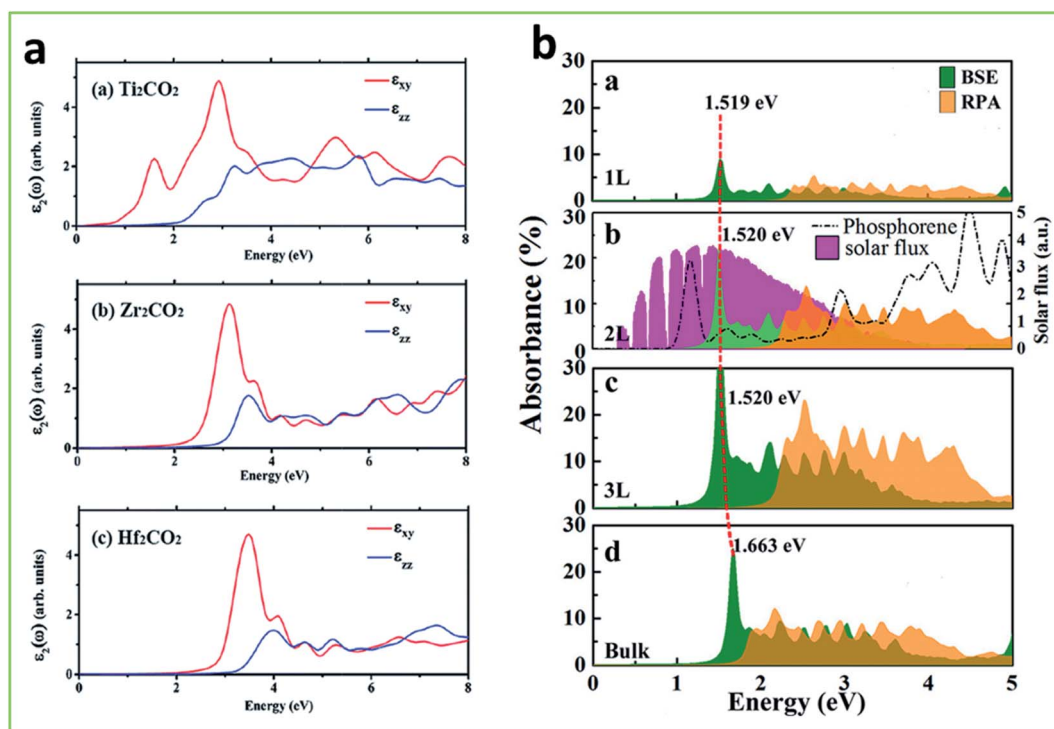 a
(a) Ti₂CO₂
εxy
εzz
ε₂(ω) (arb. units)
4
2
0
0 2 4 6 8
Energy (eV)
(b) Zr₂CO₂
εxy
εzz
ε₂(ω) (arb. units)
4
2
0
0 2 4 6 8
Energy (eV)
(c) Hf₂CO₂
εxy
εzz
ε₂(ω) (arb. units)
4
2
0
0 2 4 6 8
Energy (eV)
b
Absorbance (%)
30
20
10
0
a
1.519 eV
BSE
RPA
1L
30
20
10
0
b
1.520 eV
Phosphorene
solar flux
2L
5
4
3
2
1
0
Solar flux (a.u.)
30
20
10
0
c
1.520 eV
3L
30
20
10
0
d
1.663 eV
Bulk
0 1 2 3 4 5
Energy (eV)